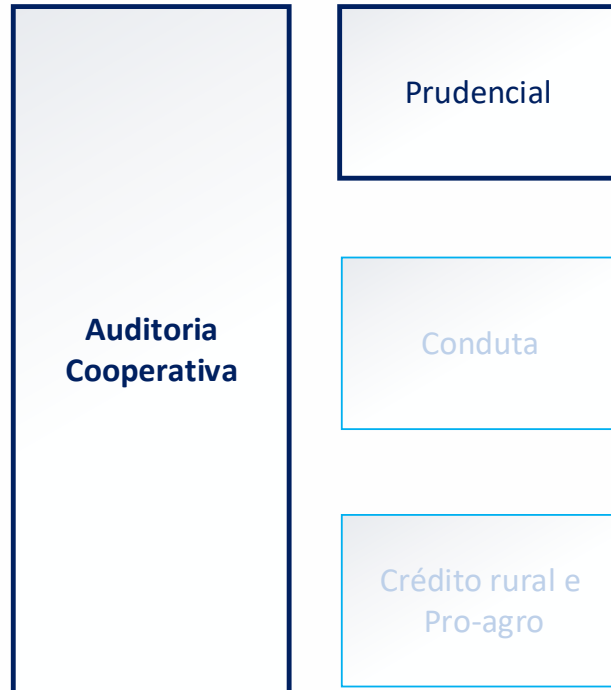 Auditoria
Cooperativa
Prudencial
Conduta
Crédito rural e
Pro-agro